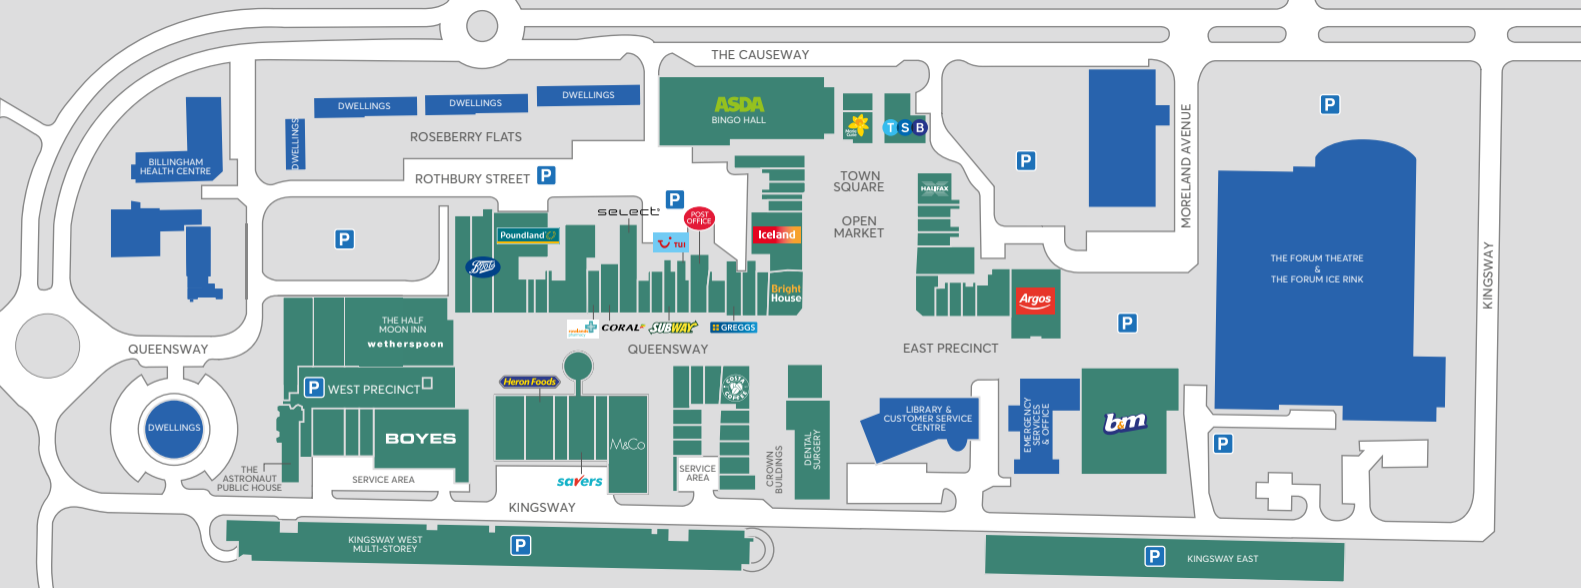 THE CAUSEWAY
DWELLINGS
DWELLINGS
DWELLINGS
DWELLINGS
ROSEBERRY FLATS
ASDA
BINGO HALL
TSB
P
P
MORELAND AVENUE
BILLINGHAM
HEALTH CENTRE
ROTHBURY STREET
P
TOWN
SQUARE
HALIFAX
P
select
POST
OFFICE
OPEN
MARKET
P
Poundland
TUI
Iceland
Boots
THE FORUM THEATRE
&
THE FORUM ICE RINK
KINGSWAY
Bright
House
Argos
P
THE HALF
MOON INN
wetherspoon
CORAL
SUBWAY
GREGGS
QUEENSWAY
QUEENSWAY
EAST PRECINCT
P
WEST PRECINCT
Heron Foods
COSTA
COFFEE
DWELLINGS
BOYES
M&Co
LIBRARY &
CUSTOMER SERVICE
CENTRE
EMERGENCY
SERVICES
& OFFICE
b&m
P
THE
ASTRONAUT
PUBLIC HOUSE
SERVICE AREA
savers
SERVICE
AREA
CROWN
BUILDINGS
DENTAL
SURGERY
KINGSWAY
KINGSWAY WEST
MULTI-STOREY
P
P
KINGSWAY EAST